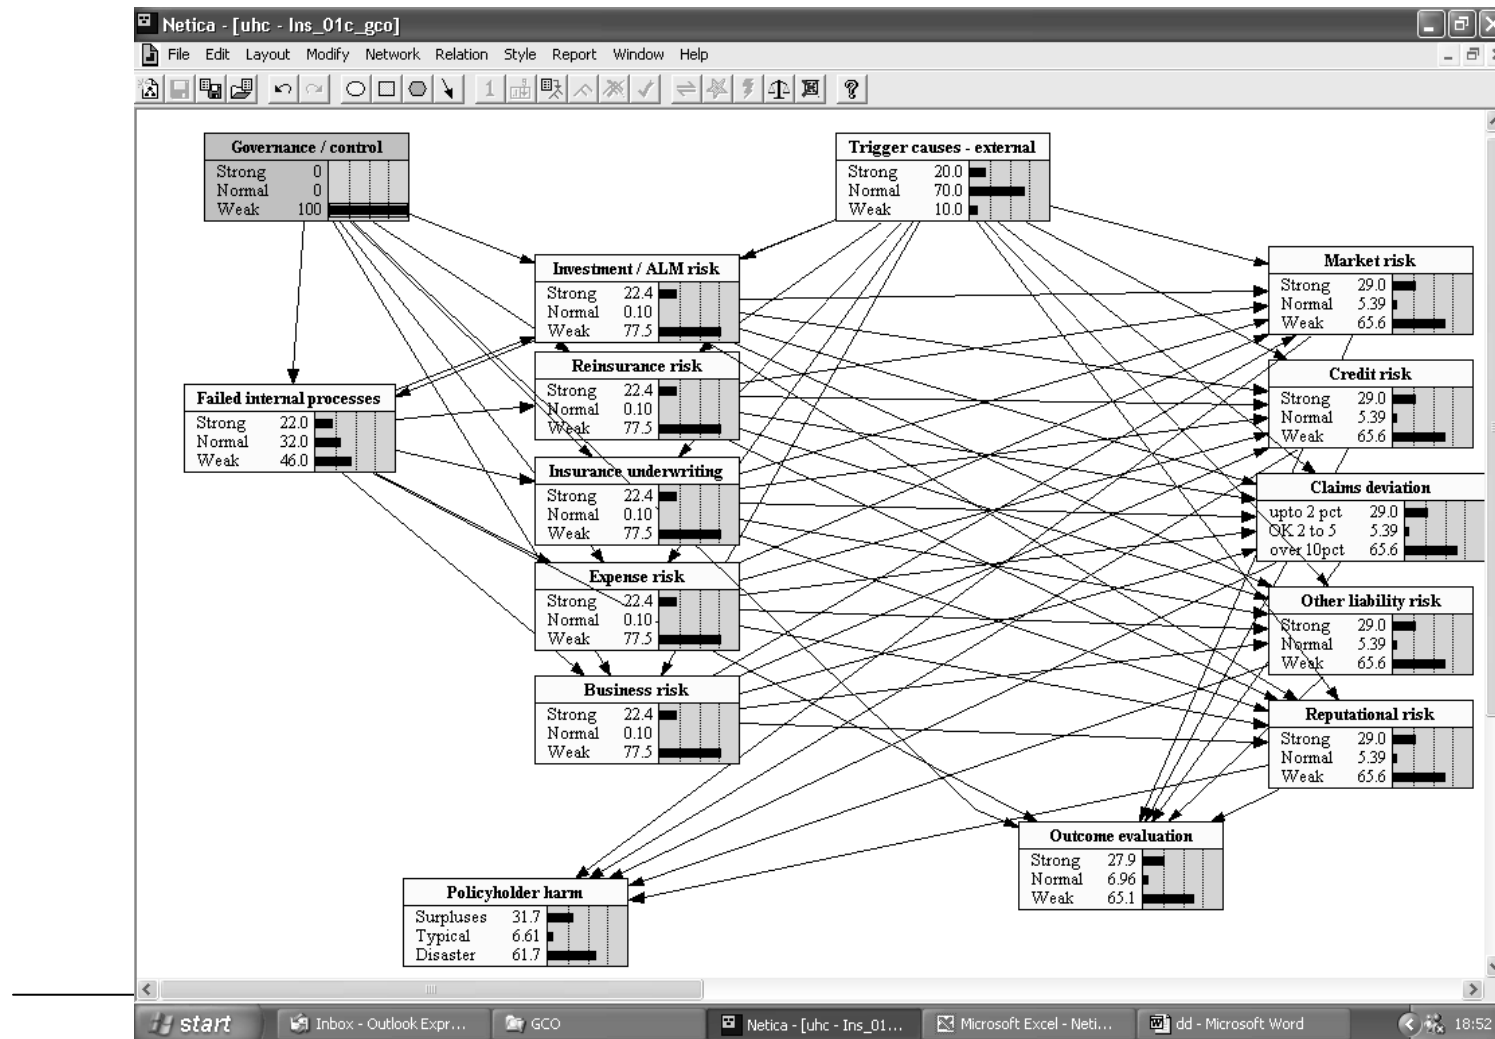 Netica - [uhc - Ins_01c_gco]
File Edit Layout Modify Network Relation Style Report Window Help
1 ?
Governance / control
Strong 0
Normal 0
Weak 100
Trigger causes - external
Strong 20.0
Normal 70.0
Weak 10.0
Investment / ALM risk
Strong 22.4
Normal 0.10
Weak 77.5
Market risk
Strong 29.0
Normal 5.39
Weak 65.6
Reinsurance risk
Strong 22.4
Normal 0.10
Weak 77.5
Credit risk
Strong 29.0
Normal 5.39
Weak 65.6
Failed internal processes
Strong 22.0
Normal 32.0
Weak 46.0
Insurance underwriting
Strong 22.4
Normal 0.10
Weak 77.5
Claims deviation
upto 2 pct 29.0
OK 2 to 5 5.39
over 10pct 65.6
Expense risk
Strong 22.4
Normal 0.10
Weak 77.5
Other liability risk
Strong 29.0
Normal 5.39
Weak 65.6
Business risk
Strong 22.4
Normal 0.10
Weak 77.5
Reputational risk
Strong 29.0
Normal 5.39
Weak 65.6
Outcome evaluation
Strong 27.9
Normal 6.96
Weak 65.1
Policyholder harm
Surpluses 31.7
Typical 6.61
Disaster 61.7
start Inbox - Outlook Expr... GCO Netica - [uhc - Ins_01... Microsoft Excel - Neti... dd - Microsoft Word 18:52